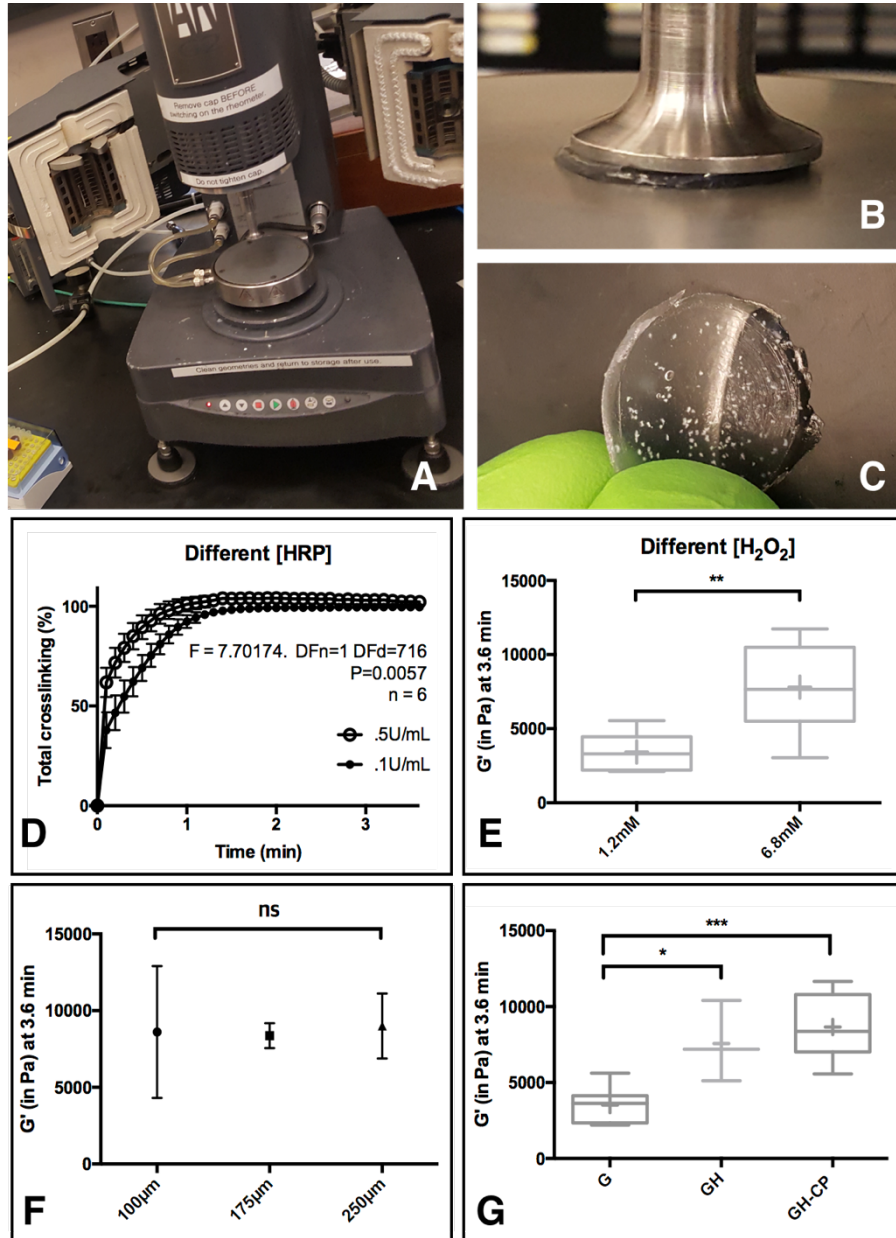 AR
Remove cap BEFORE
switching on the rheometer.
Do not tighten cap.
Clean geometries and return to storage after use.
A
B
C
Different [HRP]
Total crosslinking (%)
100
50
0
F = 7.70174. DFn=1 DFd=716
P=0.0057
n = 6
.5U/mL
.1U/mL
0 1 2 3
Time (min)
D
Different [H₂O₂]
G' (in Pa) at 3.6 min
15000
10000
5000
0
**
1.2mM
6.8mM
E
ns
G' (in Pa) at 3.6 min
15000
10000
5000
0
100µm
175µm
250µm
F
***
*
G' (in Pa) at 3.6 min
15000
10000
5000
0
G
GH
GH-CP
G